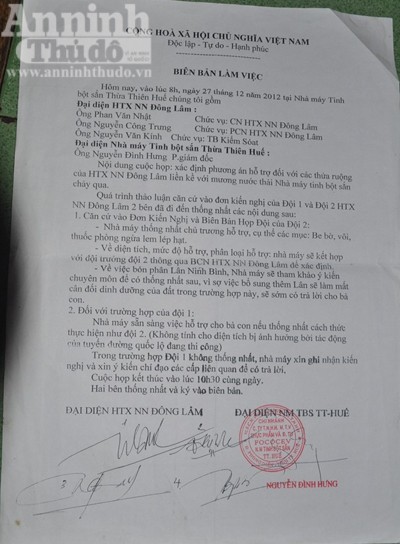 Anninh
Thủđô
www.anninhthudo.vn
CỘNG HOÀ XÃ HỘI CHỦ NGHĨA VIỆT NAM
Độc lập - Tự do - Hạnh phúc
BIÊN BẢN LÀM VIỆC
Hôm nay, vào lúc 8h, ngày 27 tháng 12 năm 2012 tại Nhà máy Tinh
bột sắn Thừa Thiên Huế chúng tôi gồm
Đại diện HTX NN Đông Lâm :
Ông Phan Văn Nhật Chức vụ: CN HTX NN Đông Lâm
Ông Nguyễn Công Trung Chức vụ: PCN HTX NN Đông Lâm
Ông Nguyễn Văn Kính Chức vụ: TB Kiểm Soát
Đại diện Nhà máy Tinh bột sắn Thừa Thiên Huế :
Ông Nguyễn Đình Hưng P.giám đốc
Nội dung cuộc họp: xác định phương án hỗ trợ đối với các thửa ruộng
của HTX NN Đông Lâm liền kề với mương nước thải Nhà máy tinh bột sắn
chảy qua.
Quá trình thảo luận căn cứ vào đơn kiến nghị của Đội 1 và Đội 2 HTX
NN Đông Lâm 2 bên đã đi đến thống nhất các nội dung sau:
1. Căn cứ vào Đơn Kiến Nghị và Biên Bản Họp Đội của Đội 2:
- Nhà máy thống nhất chủ trương hỗ trợ, cụ thể các mục: Be bờ, vôi,
thuốc phòng ngừa lem lép hạt.
- Về diện tích, mức độ hỗ trợ, phân loại hỗ trợ: nhà máy sẽ kết hợp
với đội trưởng đội 2 thông qua BCN HTX NN Đông Lâm để xác định.
- Về việc bón phân Lân Ninh Bình, Nhà máy sẽ tham khảo ý kiến
chuyên môn để có thống nhất sau, vì sợ việc bổ sung thêm Lân sẽ làm mất
cân đối dinh dưỡng của đất trong trường hợp này, sẽ sớm có trả lời cho bà
con.
2. Đối với trường hợp của đội 1:
Nhà máy sẵn sàng việc hỗ trợ cho bà con nếu thống nhất cách thức
thực hiện như đội 2. (Không tính cho diện tích bị ảnh hưởng bởi tác động
của tuyến đường quốc lộ đang thi công)
Trong trường hợp Đội 1 không thống nhất, nhà máy xin ghi nhận kiến
nghị và xin ý kiến chỉ đạo các cấp liên quan để có trả lời.
Cuộc họp kết thúc vào lúc 10h30 cùng ngày.
Hai bên thống nhất và ký vào biên bản.
ĐẠI DIỆN HTX NN ĐÔNG LÂM ĐẠI DIỆN NM TBS TT-HUẾ
CHI NHÁNH
FOCOCEV
TT. HUẾ
3 4
NGUYỄN ĐÌNH HƯNG